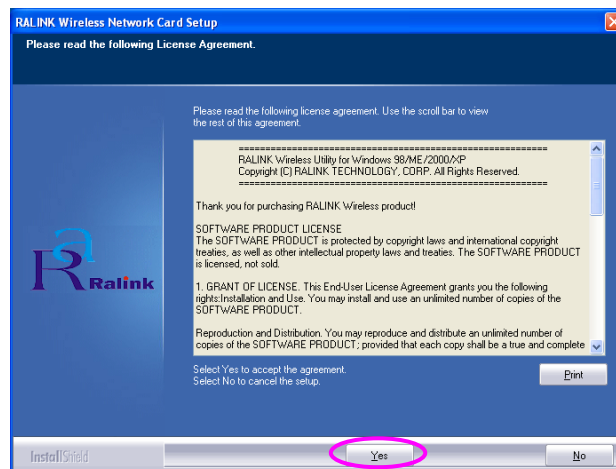 RALINK Wireless Network Card Setup
Please read the following License Agreement.
Please read the following license agreement. Use the scroll bar to view
the rest of this agreement.
============================================================
RALINK Wireless Utility for Windows 98/ME/2000/XP
Copyright (C) RALINK TECHNOLOGY, CORP. All Rights Reserved.
============================================================
Thank you for purchasing RALINK Wireless product!
SOFTWARE PRODUCT LICENSE
The SOFTWARE PRODUCT is protected by copyright laws and international copyright
treaties, as well as other intellectual property laws and treaties. The SOFTWARE PRODUCT
is licensed, not sold.
1. GRANT OF LICENSE. This End-User License Agreement grants you the following
rights:Installation and Use. You may install and use an unlimited number of copies of the
SOFTWARE PRODUCT.
Reproduction and Distribution. You may reproduce and distribute an unlimited number of
copies of the SOFTWARE PRODUCT; provided that each copy shall be a true and complete
Ralink
Select Yes to accept the agreement.
Select No to cancel the setup.
Print
InstallShield
Yes
No